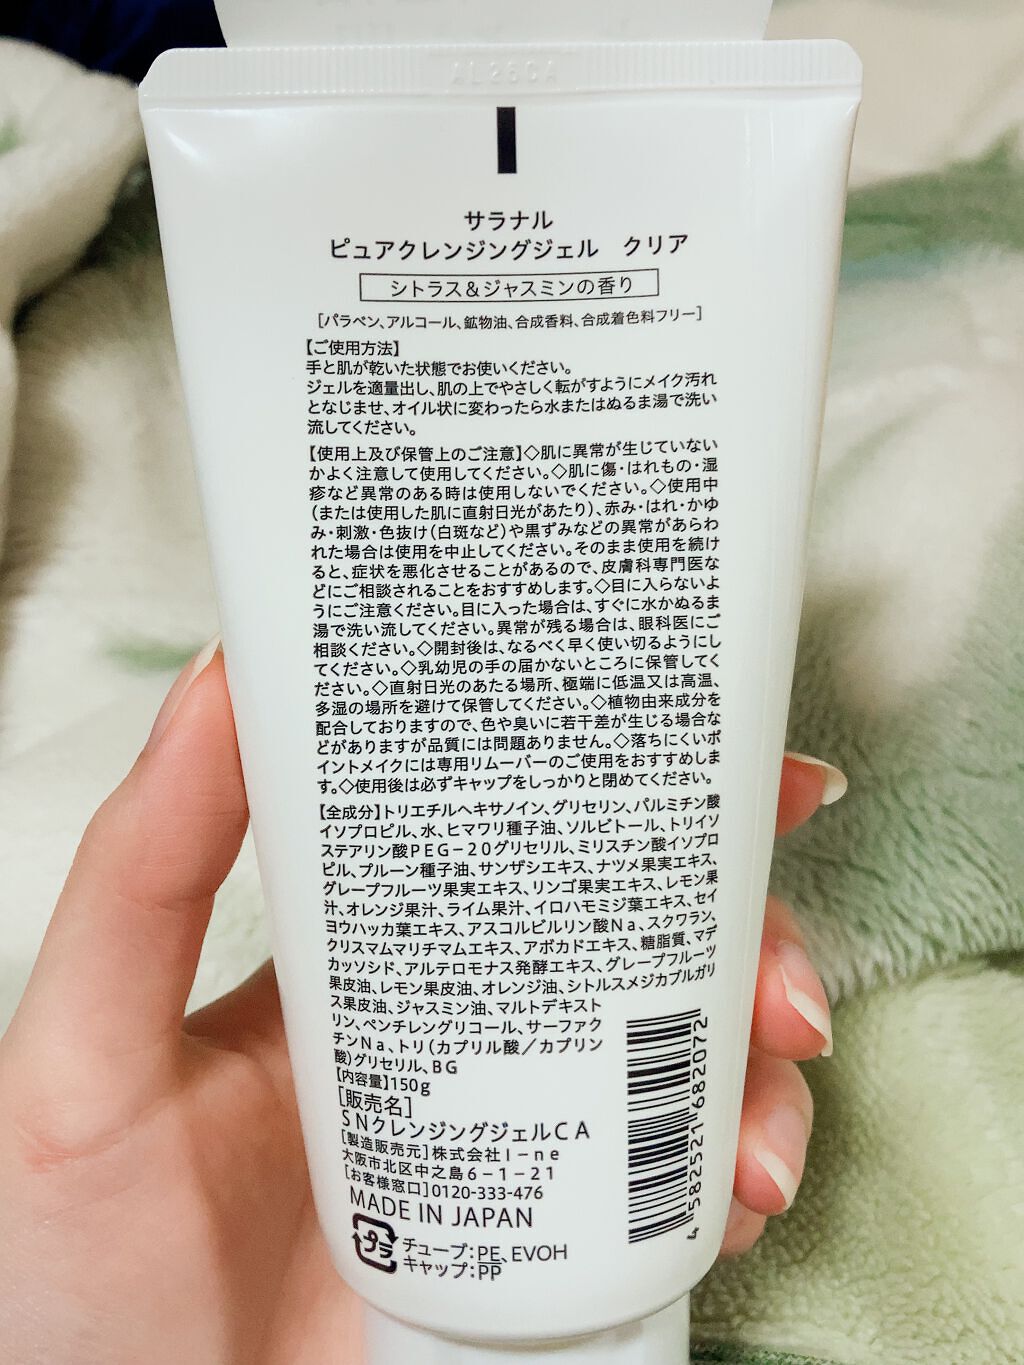 AL26CA
サラナル
ピュアクレンジングジェル クリア
シトラス&ジャスミンの香り
[パラベン、アルコール、鉱物油、合成香料、合成着色料フリー]
【ご使用方法】
手と肌が乾いた状態でお使いください。
ジェルを適量出し、肌の上でやさしく転がすようにメイク汚れ
となじませ、オイル状に変わったら水またはぬるま湯で洗い
流してください。
【使用上及び保管上のご注意】◇肌に異常が生じていない
かよく注意して使用してください。◇肌に傷・はれもの・湿
疹など異常のある時は使用しないでください。◇使用中
(または使用した肌に直射日光があたり)、赤み・はれ・かゆ
み・刺激・色抜け(白斑など)や黒ずみなどの異常があらわ
れた場合は使用を中止してください。そのまま使用を続け
ると、症状を悪化させることがあるので、皮膚科専門医な
どにご相談されることをおすすめします。◇目に入らないよ
うにご注意ください。目に入った場合は、すぐに水かぬるま
湯で洗い流してください。異常が残る場合は、眼科医にご
相談ください。◇開封後は、なるべく早く使い切るようにし
てください。◇乳幼児の手の届かないところに保管してく
ださい。◇直射日光のあたる場所、極端に低温又は高温、
多湿の場所を避けて保管してください。◇植物由来成分を
配合しておりますので、色や臭いに若干差が生じる場合な
どがありますが品質には問題ありません。◇落ちにくいポ
イントメイクには専用リムーバーのご使用をおすすめしま
す。◇使用後は必ずキャップをしっかりと閉めてください。
【全成分】トリエチルヘキサノイン、グリセリン、パルミチン酸
イソプロピル、水、ヒマワリ種子油、ソルビトール、トリイソ
ステアリン酸PEG-20グリセリル、ミリスチン酸イソプロ
ピル、プルーン種子油、サンザシエキス、ナツメ果実エキス、
グレープフルーツ果実エキス、リンゴ果実エキス、レモン果
汁、オレンジ果汁、ライム果汁、イロハモミジ葉エキス、セイ
ヨウハッカ葉エキス、アスコルビルリン酸Na、スクワラン、
クリスマムマリチマムエキス、アボカドエキス、糖脂質、マデ
カッソシド、アルテロモナス発酵エキス、グレープフルーツ
果皮油、レモン果皮油、オレンジ油、シトルスメジカブルガリ
ス果皮油、ジャスミン油、マルトデキスト
リン、ペンチレングリコール、サーファク
チンNa、トリ(カプリル酸/カプリン
酸)グリセリル、BG
【内容量】150g
[販売名]
SNクレンジングジェルCA
[製造販売元]株式会社I-ne
大阪市北区中之島6-1-21
[お客様窓口]0120-333-476
MADE IN JAPAN
プラ
チューブ:PE、EVOH
キャップ:PP
4582521682072